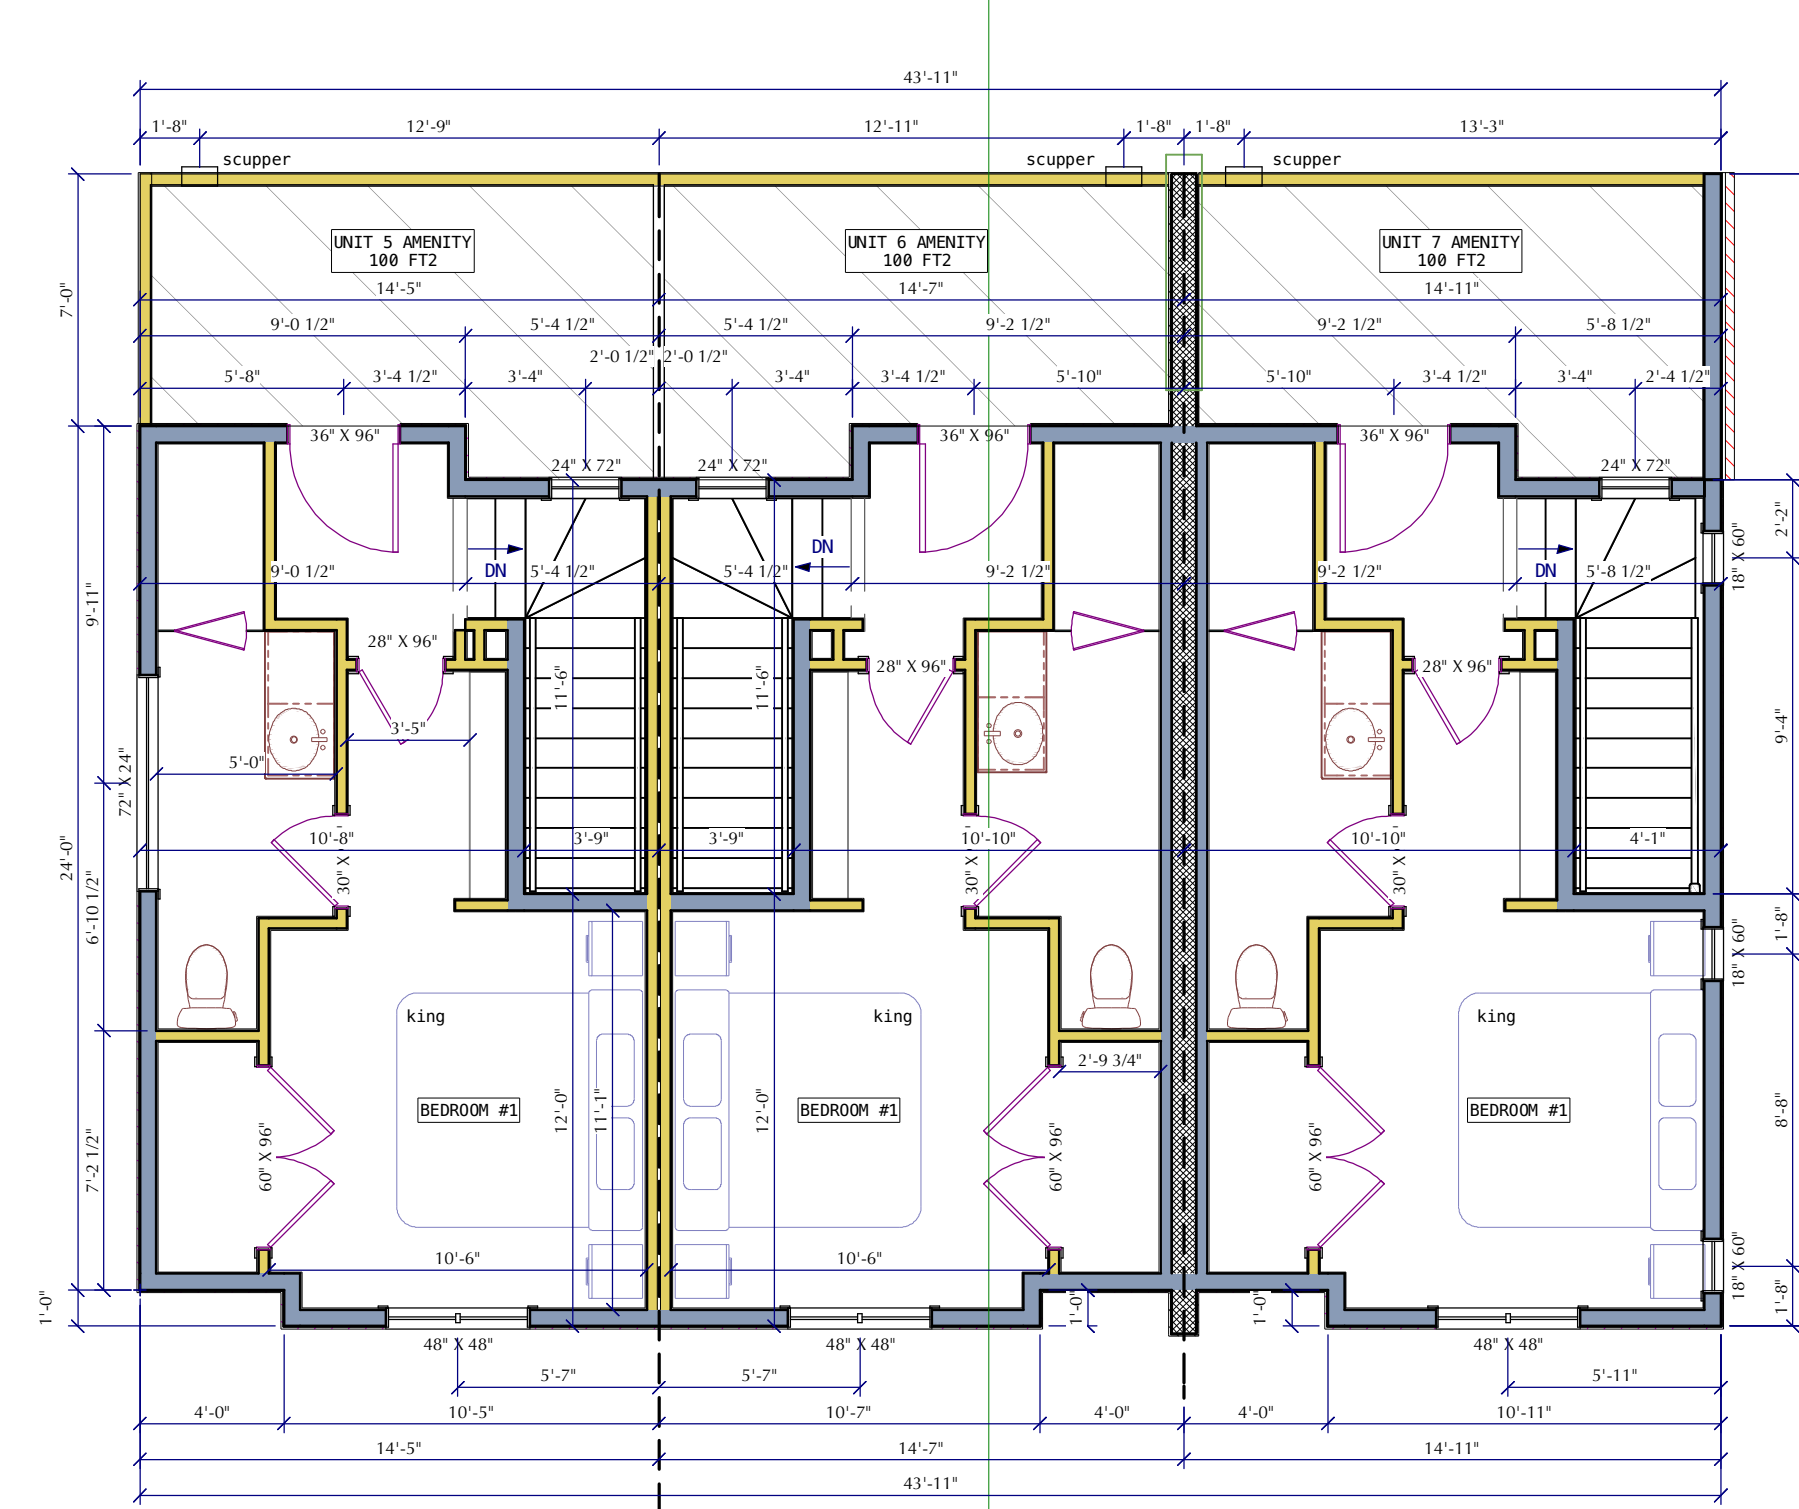 43'-11"
1'-8"
12'-9"
12'-11"
1'-8"
1'-8"
13'-3"
scupper
scupper
scupper
UNIT 5 AMENITY
100 FT2
UNIT 6 AMENITY
100 FT2
UNIT 7 AMENITY
100 FT2
7'-0"
14'-5"
14'-7"
14'-11"
9'-0 1/2"
5'-4 1/2"
5'-4 1/2"
9'-2 1/2"
9'-2 1/2"
5'-8 1/2"
2'-0 1/2"
2'-0 1/2"
5'-8"
3'-4 1/2"
3'-4"
3'-4"
3'-4 1/2"
5'-10"
5'-10"
3'-4 1/2"
3'-4"
2'-4 1/2"
36" X 96"
36" X 96"
36" X 96"
24" X 72"
24" X 72"
24" X 72"
2'-2"
18" X 60"
DN
DN
DN
9'-0 1/2"
5'-4 1/2"
5'-4 1/2"
9'-2 1/2"
9'-2 1/2"
5'-8 1/2"
9'-11"
28" X 96"
28" X 96"
28" X 96"
11'-6"
11'-6"
3'-5"
9'-4"
5'-0"
72" X 24"
24'-0"
10'-8"
3'-9"
3'-9"
10'-10"
10'-10"
4'-1"
30" X
30" X
30" X
6'-10 1/2"
1'-8"
18" X 60"
king
king
king
2'-9 3/4"
BEDROOM #1
BEDROOM #1
BEDROOM #1
12'-0"
11'-1"
12'-0"
8'-8"
7'-2 1/2"
60" X 96"
60" X 96"
60" X 96"
10'-6"
10'-6"
18" X 60"
1'-8"
1'-0"
1'-0"
1'-0"
48" X 48"
48" X 48"
48" X 48"
5'-7"
5'-7"
5'-11"
4'-0"
10'-5"
10'-7"
4'-0"
4'-0"
10'-11"
14'-5"
14'-7"
14'-11"
43'-11"